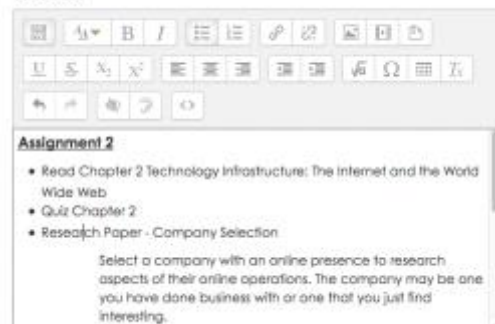 Assignment 2
Read Chapter 2 Technology Infrastructure: The Internet and the World
Wide Web
Quiz Chapter 2
Research Paper - Company Selection
Select a company with an online presence to research
aspects of their online operations. The company may be one
you have done business with or one that you just find
interesting.